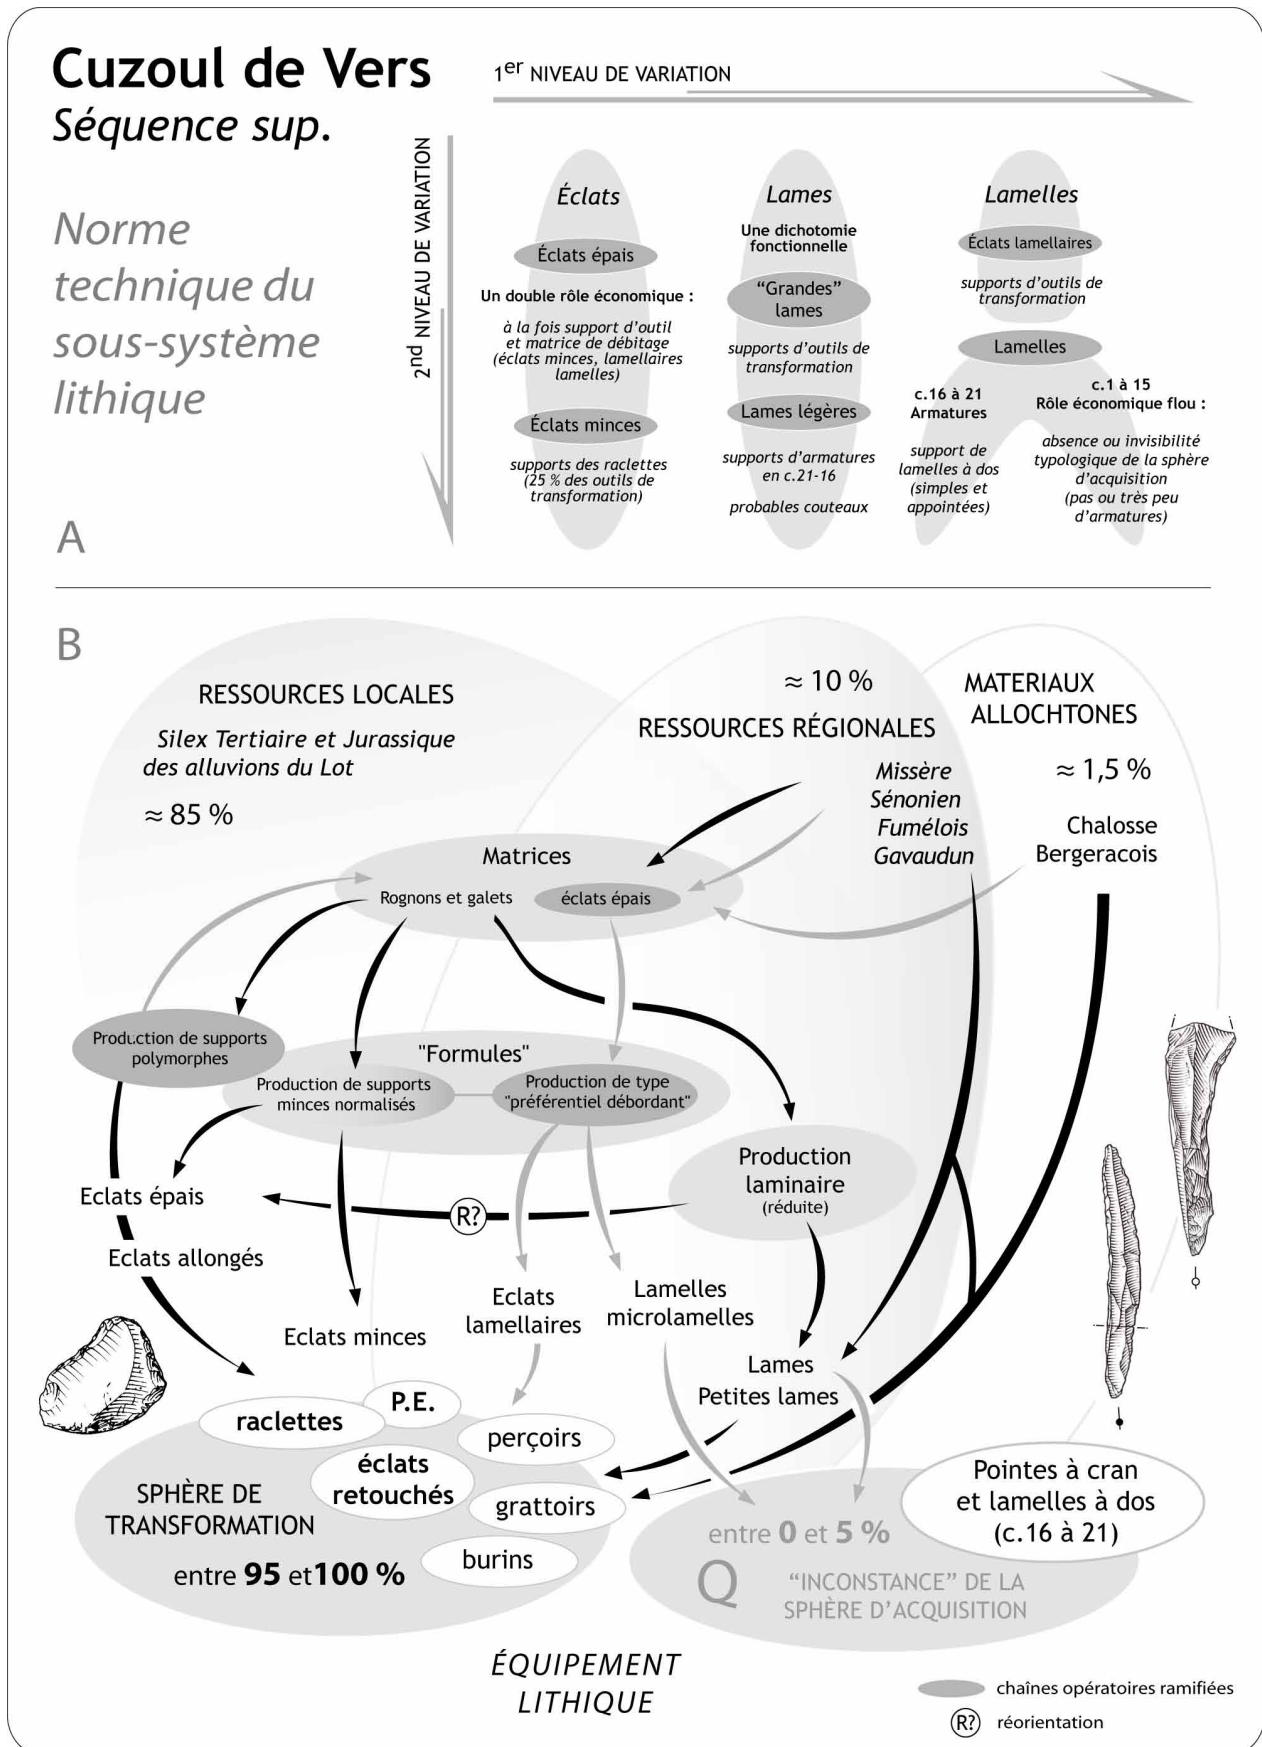 Cuzoul de Vers
Séquence sup.
Norme
technique du
sous-système
lithique
A
1er NIVEAU DE VARIATION
2nd NIVEAU DE VARIATION
Éclats
Éclats épais
Un double rôle économique :
à la fois support d'outil
et matrice de débitage
(éclats minces, lamellaires
lamelles)
Éclats minces
supports des raclettes
(25 % des outils de
transformation)
Lames
Une dichotomie
fonctionnelle
“Grandes”
lames
supports d'outils de
transformation
Lames légères
supports d'armatures
en c.21-16
probables couteaux
Lamelles
Éclats lamellaires
supports d'outils de
transformation
Lamelles
c.16 à 21
Armatures
support de
lamelles à dos
(simples et
appointées)
c.1 à 15
Rôle économique flou :
absence ou invisibilité
typologique de la sphère
d'acquisition
(pas ou très peu
d'armatures)
B
RESSOURCES LOCALES
Silex Tertiaire et Jurassique
des alluvions du Lot
≈ 85 %
≈ 10 %
RESSOURCES RÉGIONALES
Missère
Sénonien
Fumélois
Gavaudun
MATERIAUX
ALLOCHTONES
≈ 1,5 %
Chalosse
Bergeracois
Matrices
Rognons et galets
éclats épais
Production de supports
polymorphes
"Formules"
Production de supports
minces normalisés
Production de type
"préférentiel débordant"
Production
laminaire
(réduite)
Eclats épais
R?
Eclats allongés
Eclats minces
Eclats
lamellaires
Lamelles
microlamelles
Lames
Petites lames
raclettes
P.E.
perçoirs
éclats
retouchés
grattoirs
burins
SPHÈRE DE
TRANSFORMATION
entre 95 et100 %
Pointes à cran
et lamelles à dos
(c.16 à 21)
entre 0 et 5 %
Q
“INCONSTANCE” DE LA
SPHÈRE D'ACQUISITION
ÉQUIPEMENT
LITHIQUE
chaînes opératoires ramifiées
R? réorientation